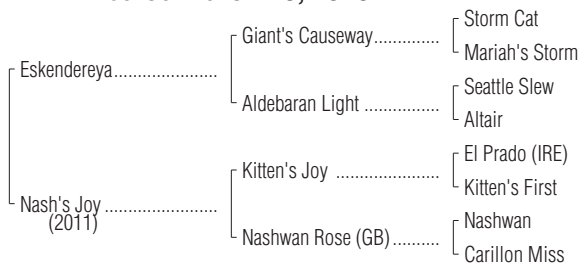 Storm Cat
Giant's Causeway..............
Mariah's Storm
Eskendereya......................
Seattle Slew
Aldebaran Light ................
Altair
El Prado (IRE)
Kitten's Joy ......................
Kitten's First
Nash's Joy ........................
(2011)
Nashwan
Nashwan Rose (GB)..........
Carillon Miss